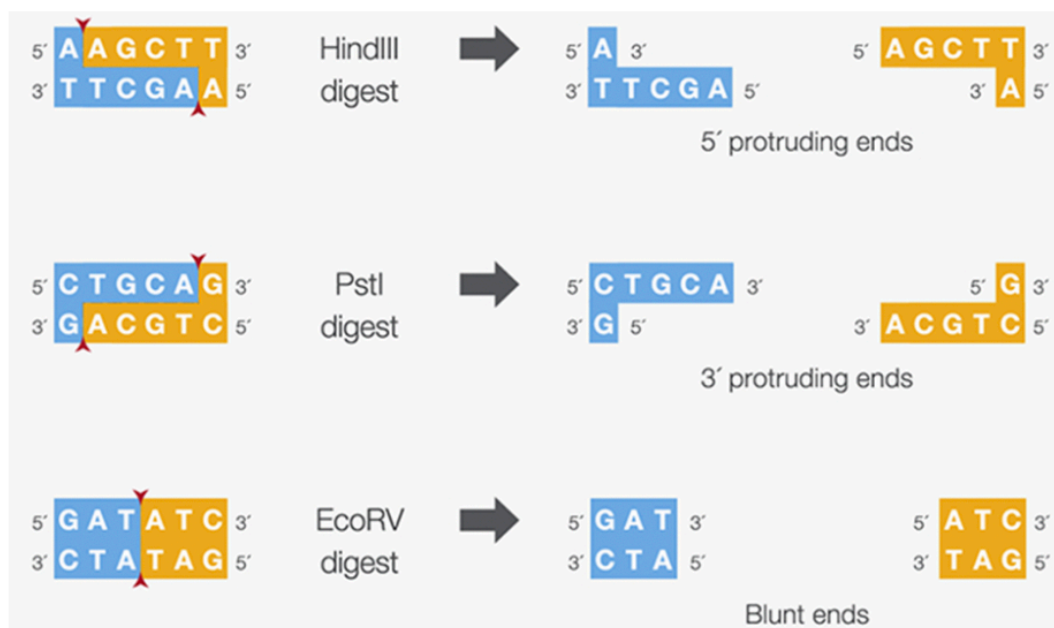 5′ A A G C T T 3′ HindIII 5′ A 3′ 5′ A G C T T 3′
3′ T T C G A A 5′ digest 3′ T T C G A 5′ 3′ A 5′
5′ protruding ends
5′ C T G C A G 3′ PstI 5′ C T G C A 3′ 5′ G 3′
3′ G A C G T C 5′ digest 3′ G 5′ 3′ A C G T C 5′
3′ protruding ends
5′ G A T A T C 3′ EcoRV 5′ G A T 3′ 5′ A T C 3′
3′ C T A T A G 5′ digest 3′ C T A 5′ 3′ T A G 5′
Blunt ends